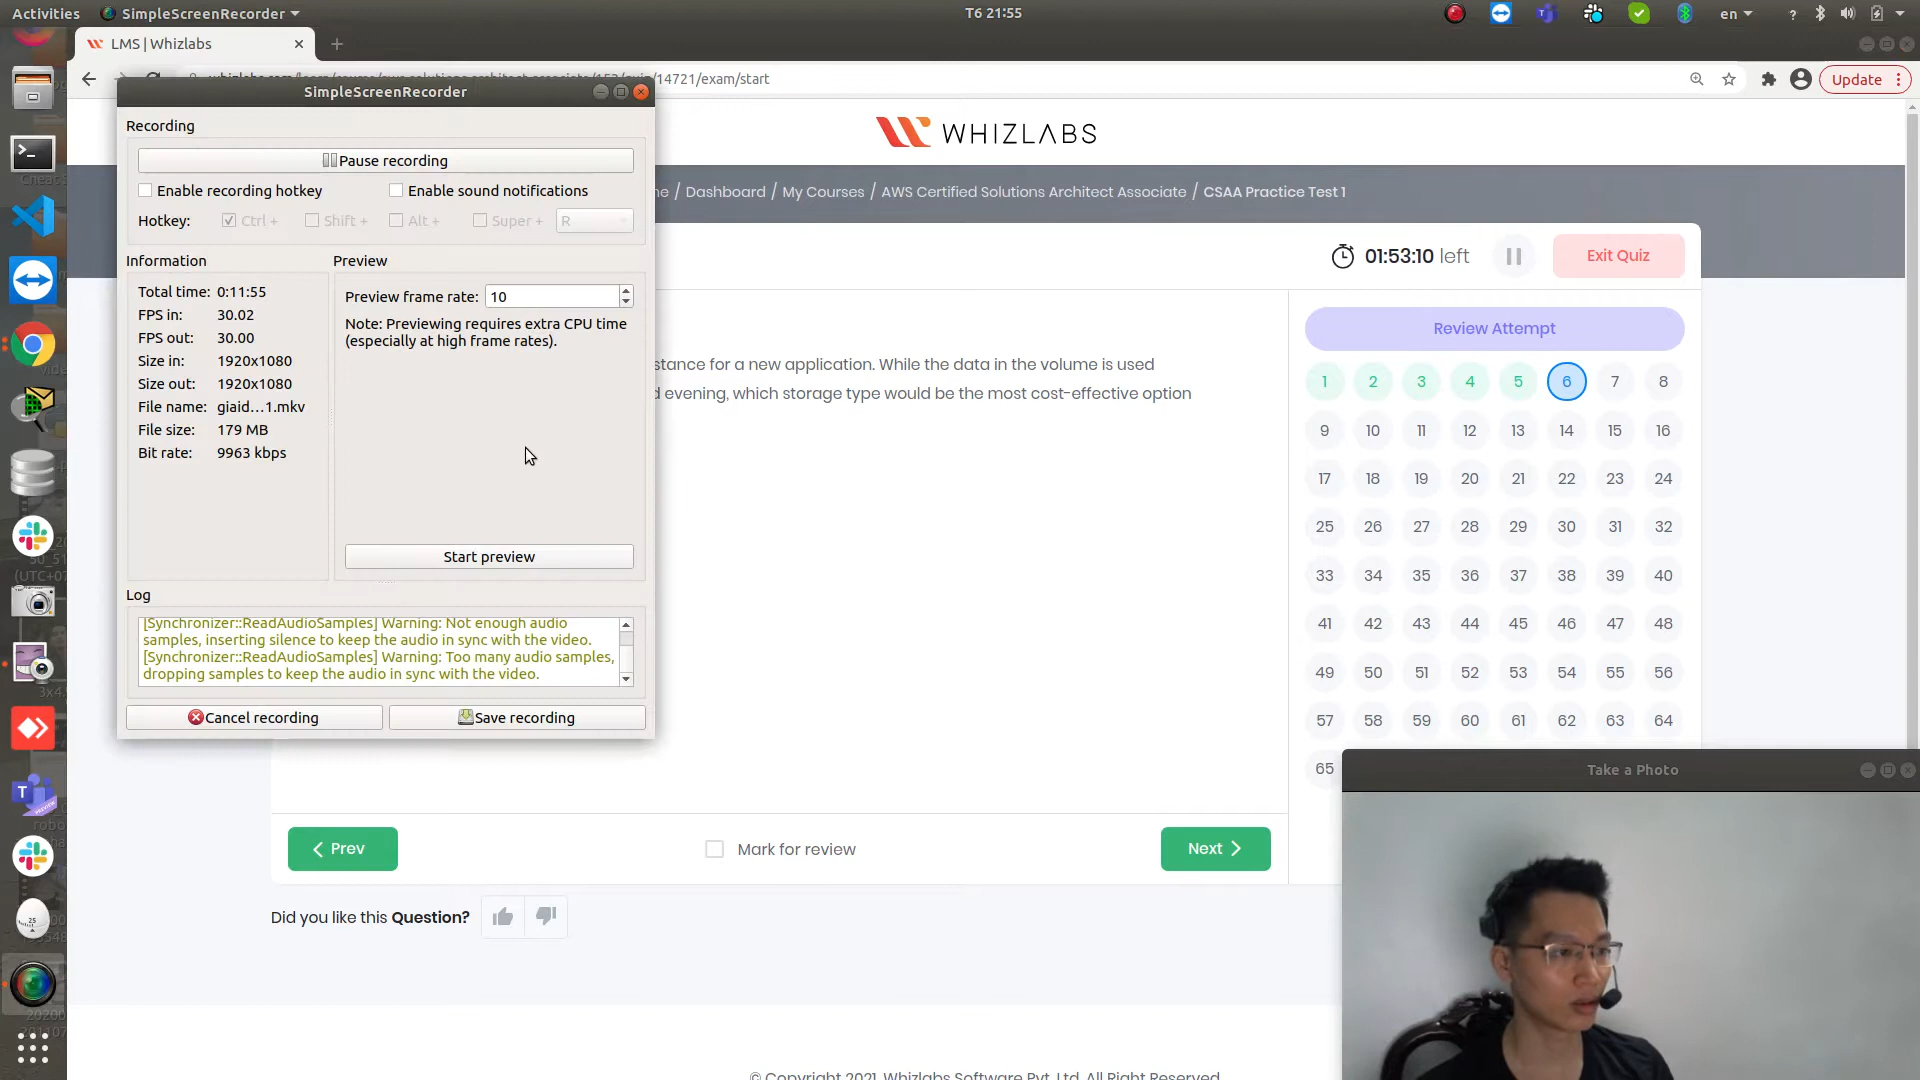 Activities
SimpleScreenRecorder
T6 21:55
en
LMS | Whizlabs
14721/exam/start
Update
SimpleScreenRecorder
Recording
Pause recording
Enable recording hotkey
Enable sound notifications
Hotkey:
Ctrl +
Shift +
Alt +
Super +
R
Information
Total time: 0:11:55
FPS in: 30.02
FPS out: 30.00
Size in: 1920x1080
Size out: 1920x1080
File name: giaid...1.mkv
File size: 179 MB
Bit rate: 9963 kbps
Preview
Preview frame rate: 10
Note: Previewing requires extra CPU time
(especially at high frame rates).
Start preview
Log
[Synchronizer::ReadAudioSamples] Warning: Not enough audio
samples, inserting silence to keep the audio in sync with the video.
[Synchronizer::ReadAudioSamples] Warning: Too many audio samples,
dropping samples to keep the audio in sync with the video.
Cancel recording
Save recording
WHIZLABS
/ Dashboard / My Courses / AWS Certified Solutions Architect Associate / CSAA Practice Test 1
01:53:10 left
Exit Quiz
stance for a new application. While the data in the volume is used
d evening, which storage type would be the most cost-effective option
Review Attempt
1 2 3 4 5 6 7 8
9 10 11 12 13 14 15 16
17 18 19 20 21 22 23 24
25 26 27 28 29 30 31 32
33 34 35 36 37 38 39 40
41 42 43 44 45 46 47 48
49 50 51 52 53 54 55 56
57 58 59 60 61 62 63 64
65
Take a Photo
Prev
Mark for review
Next
Did you like this Question?
© Copyright 2021. Whizlabs Software Pvt. Ltd. All Right Reserved